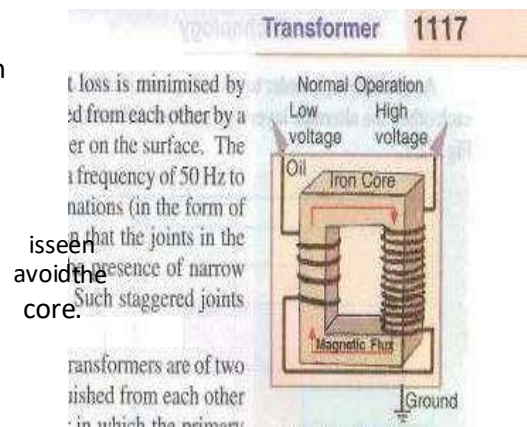 Transformer 1117
n
t loss is minimised by
ed from each other by a
er on the surface. The
a frequency of 50 Hz to
nations (in the form of
n that the joints in the
isseen
avoidthe presence of narrow
core. Such staggered joints
ransformers are of two
uished from each other
in which the primary
Normal Operation
Low High
voltage voltage
Oil
Iron Core
Magnetic Flux
Ground